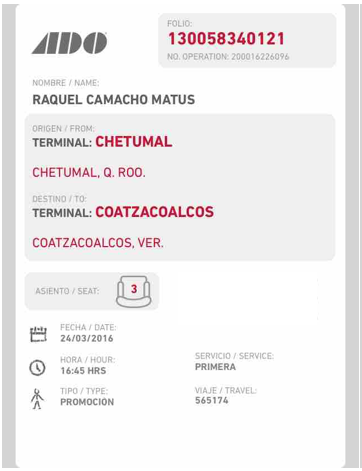 ADO
FOLIO:
130058340121
NO. OPERATION: 200016226096
NOMBRE / NAME:
RAQUEL CAMACHO MATUS
ORIGEN / FROM:
TERMINAL: CHETUMAL
CHETUMAL, Q. ROO.
DESTINO / TO:
TERMINAL: COATZACOALCOS
COATZACOALCOS, VER.
ASIENTO / SEAT: 3
FECHA / DATE:
24/03/2016
HORA / HOUR:
16:45 HRS
SERVICIO / SERVICE:
PRIMERA
TIPO / TYPE:
PROMOCION
VIAJE / TRAVEL:
565174